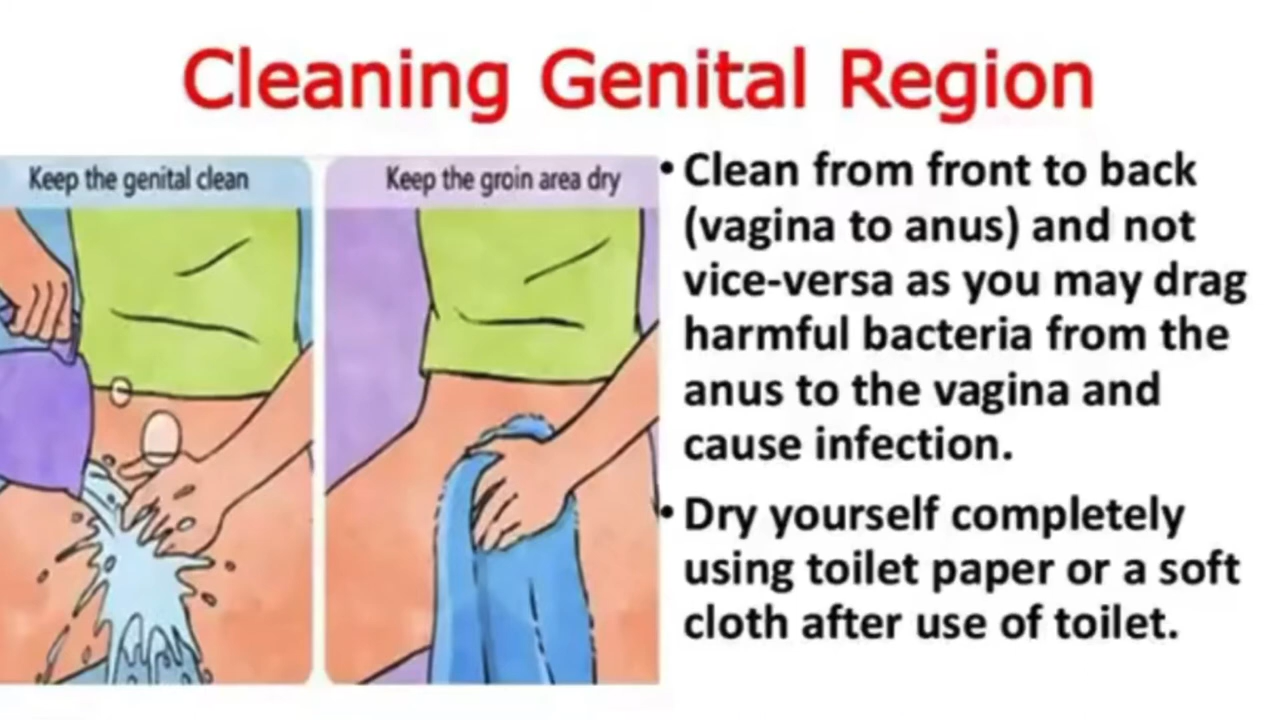 Cleaning Genital Region
Keep the genital clean
Keep the groin area dry
• Clean from front to back
(vagina to anus) and not
vice-versa as you may drag
harmful bacteria from the
anus to the vagina and
cause infection.
• Dry yourself completely
using toilet paper or a soft
cloth after use of toilet.